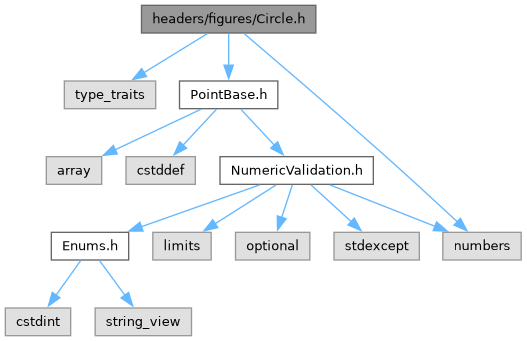 headers/figures/Circle.h
type_traits
PointBase.h
array
cstddef
NumericValidation.h
Enums.h
limits
optional
stdexcept
numbers
cstdint
string_view